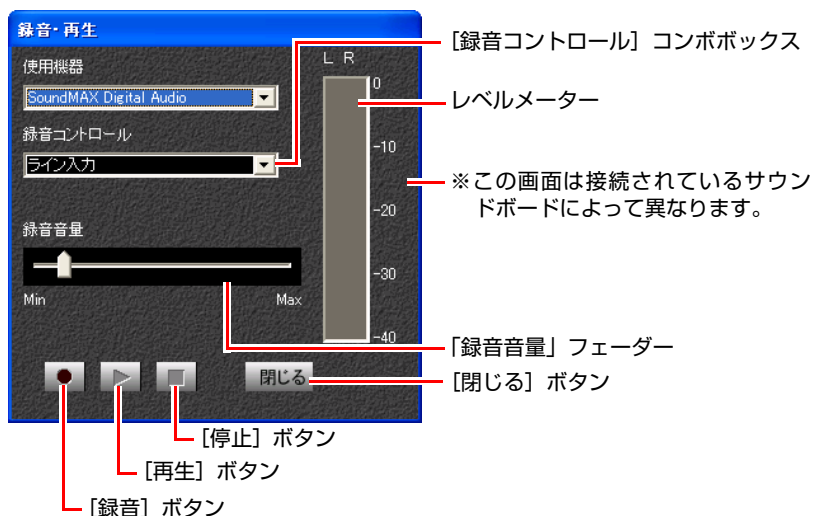 録音・再生
使用機器
SoundMAX Digital Audio
録音コントロール
ライン入力
録音音量
Min Max
L R
0
-10
-20
-30
-40
閉じる
［録音コントロール］コンボボックス
レベルメーター
※この画面は接続されているサウン
ドボードによって異なります。
「録音音量」フェーダー
［閉じる］ボタン
［停止］ボタン
［再生］ボタン
［録音］ボタン